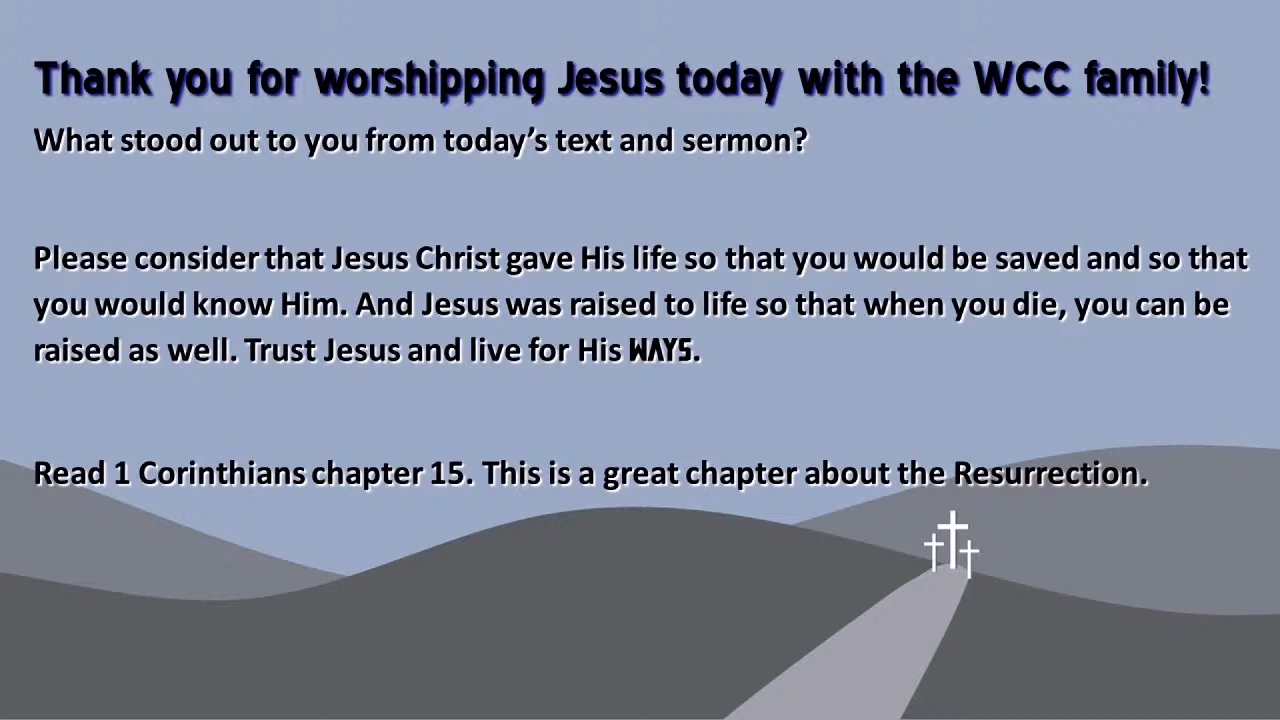 Thank you for worshipping Jesus today with the WCC family!
What stood out to you from today’s text and sermon?
Please consider that Jesus Christ gave His life so that you would be saved and so that
you would know Him. And Jesus was raised to life so that when you die, you can be
raised as well. Trust Jesus and live for His WAYS.
Read 1 Corinthians chapter 15. This is a great chapter about the Resurrection.